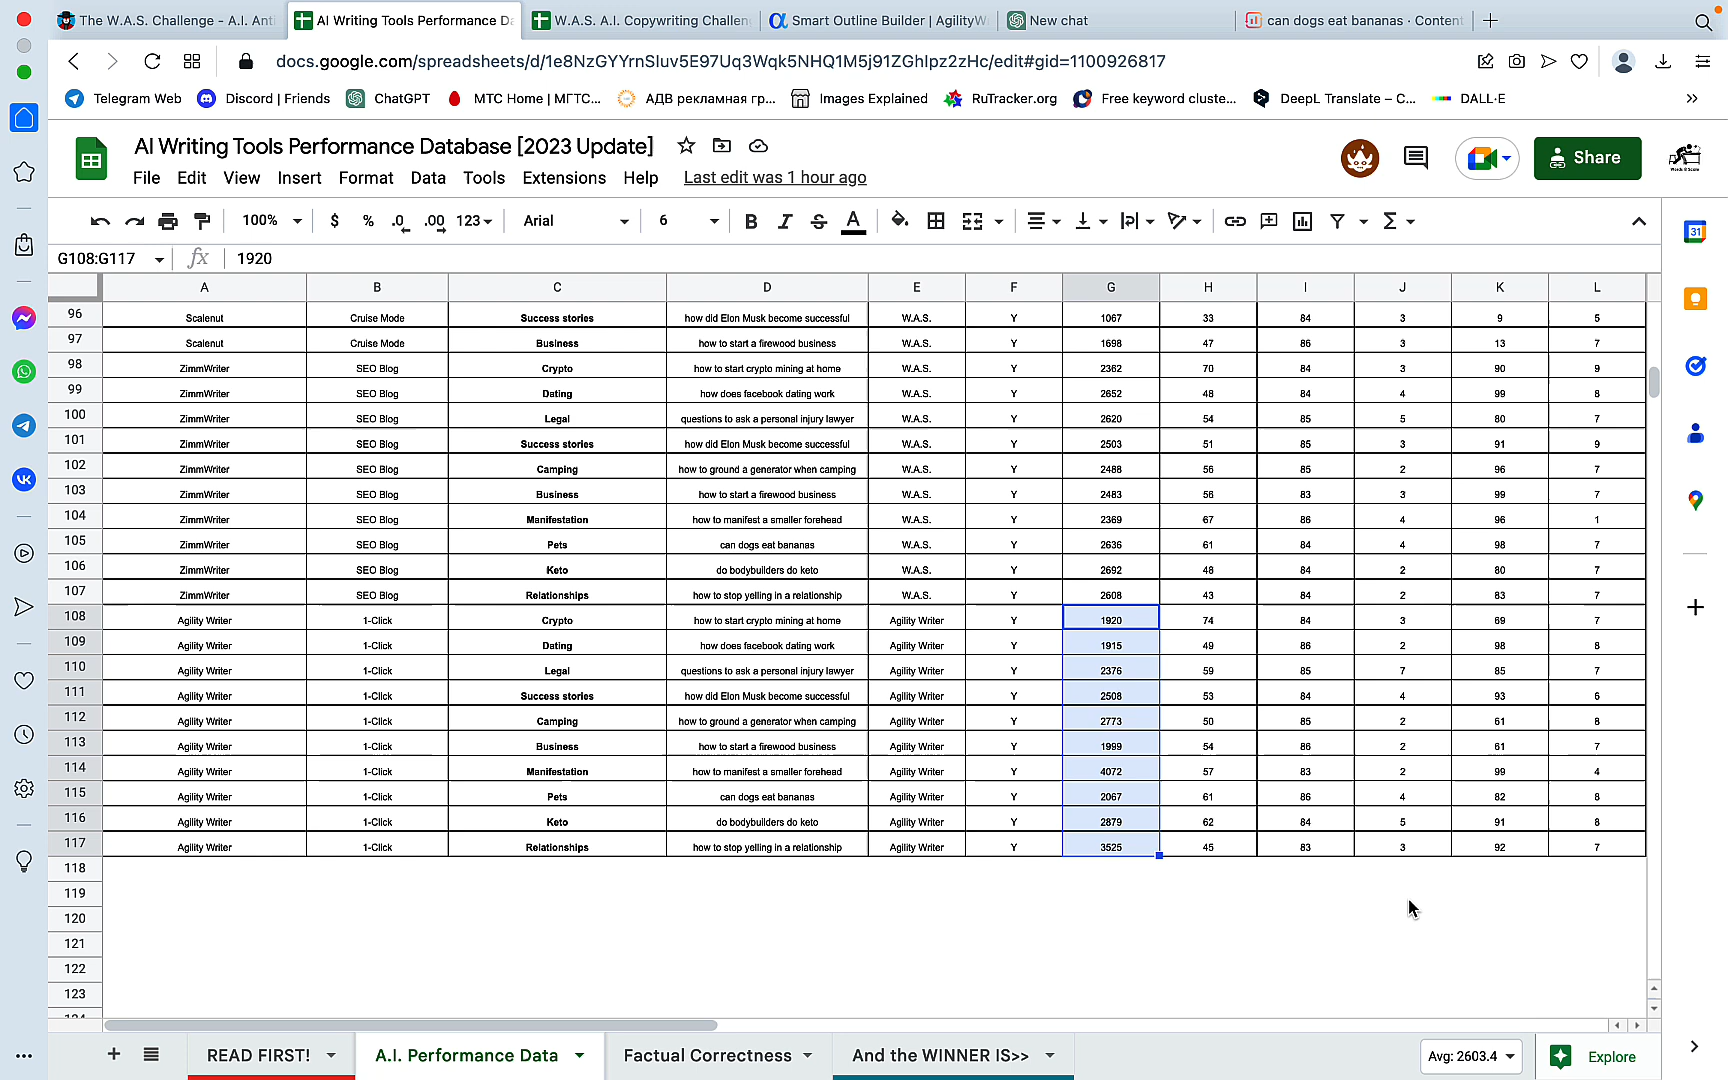 The W.A.S. Challenge - A.I. Anti
AI Writing Tools Performance Da
W.A.S. A.I. Copywriting Challen
Smart Outline Builder | AgilityW
New chat
can dogs eat bananas · Content
docs.google.com/spreadsheets/d/1e8NzGYYrnSluv5E97Uq3Wqk5NHQ1M5j91ZGhIpz2zHc/edit#gid=1100926817
Telegram Web
Discord | Friends
ChatGPT
МТС Home | МГТС...
АДВ рекламная гр...
Images Explained
RuTracker.org
Free keyword cluste...
DeepL Translate – C...
DALL·E
AI Writing Tools Performance Database [2023 Update]
File Edit View Insert Format Data Tools Extensions Help Last edit was 1 hour ago
Share
100% $ % .0 .00 123 Arial 6 B I S A
G108:G117 fx 1920
A B C D E F G H I J K L
96 Scalenut Cruise Mode Success stories how did Elon Musk become successful W.A.S. Y 1067 33 84 3 9 5
97 Scalenut Cruise Mode Business how to start a firewood business W.A.S. Y 1698 47 86 3 13 7
98 ZimmWriter SEO Blog Crypto how to start crypto mining at home W.A.S. Y 2362 70 84 3 90 9
99 ZimmWriter SEO Blog Dating how does facebook dating work W.A.S. Y 2652 48 84 4 99 8
100 ZimmWriter SEO Blog Legal questions to ask a personal injury lawyer W.A.S. Y 2620 54 85 5 80 7
101 ZimmWriter SEO Blog Success stories how did Elon Musk become successful W.A.S. Y 2503 51 85 3 91 9
102 ZimmWriter SEO Blog Camping how to ground a generator when camping W.A.S. Y 2488 56 85 2 96 7
103 ZimmWriter SEO Blog Business how to start a firewood business W.A.S. Y 2483 56 83 3 99 7
104 ZimmWriter SEO Blog Manifestation how to manifest a smaller forehead W.A.S. Y 2369 67 86 4 96 1
105 ZimmWriter SEO Blog Pets can dogs eat bananas W.A.S. Y 2636 61 84 4 98 7
106 ZimmWriter SEO Blog Keto do bodybuilders do keto W.A.S. Y 2692 48 84 2 80 7
107 ZimmWriter SEO Blog Relationships how to stop yelling in a relationship W.A.S. Y 2608 43 84 2 83 7
108 Agility Writer 1-Click Crypto how to start crypto mining at home Agility Writer Y 1920 74 84 3 69 7
109 Agility Writer 1-Click Dating how does facebook dating work Agility Writer Y 1915 49 86 2 98 8
110 Agility Writer 1-Click Legal questions to ask a personal injury lawyer Agility Writer Y 2376 59 85 7 85 7
111 Agility Writer 1-Click Success stories how did Elon Musk become successful Agility Writer Y 2508 53 84 4 93 6
112 Agility Writer 1-Click Camping how to ground a generator when camping Agility Writer Y 2773 50 85 2 61 8
113 Agility Writer 1-Click Business how to start a firewood business Agility Writer Y 1999 54 86 2 61 7
114 Agility Writer 1-Click Manifestation how to manifest a smaller forehead Agility Writer Y 4072 57 83 2 99 4
115 Agility Writer 1-Click Pets can dogs eat bananas Agility Writer Y 2067 61 86 4 82 8
116 Agility Writer 1-Click Keto do bodybuilders do keto Agility Writer Y 2879 62 84 5 91 8
117 Agility Writer 1-Click Relationships how to stop yelling in a relationship Agility Writer Y 3525 45 83 3 92 7
118
119
120
121
122
123
124
READ FIRST! A.I. Performance Data Factual Correctness And the WINNER IS>> Avg: 2603.4 Explore
31